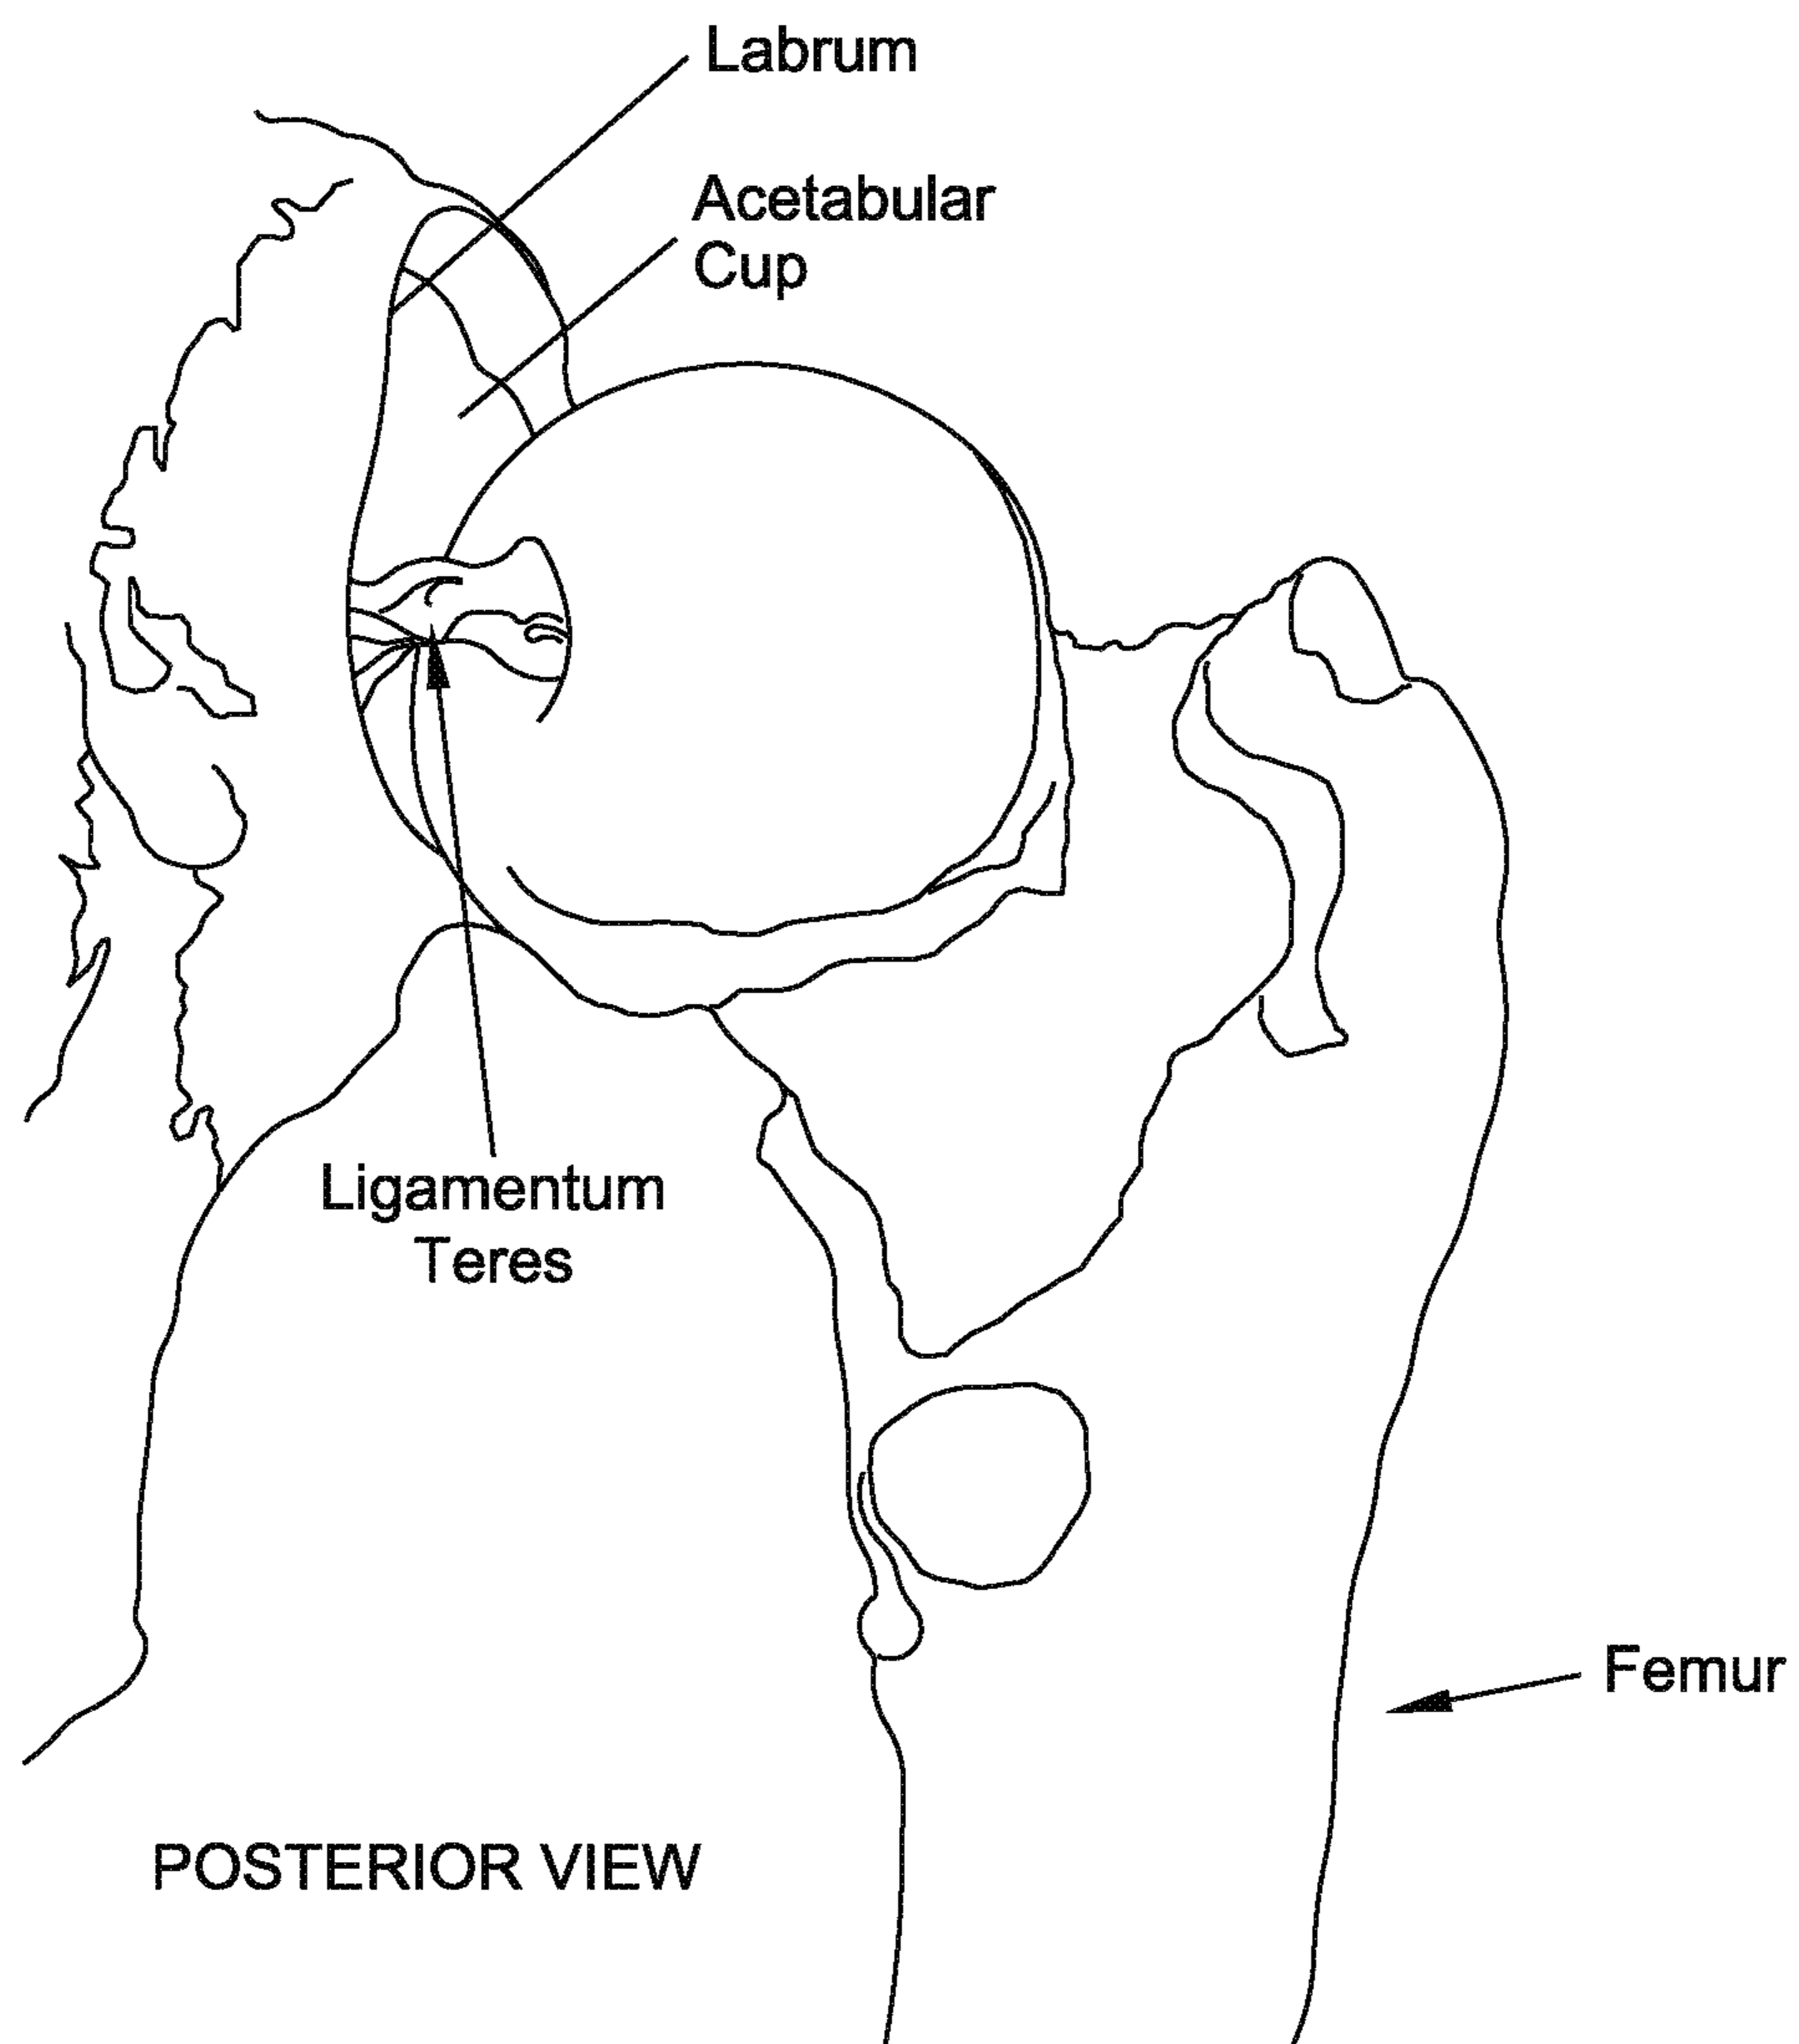 Labrum
Acetabular
Cup
Ligamentum
Teres
Femur
POSTERIOR VIEW